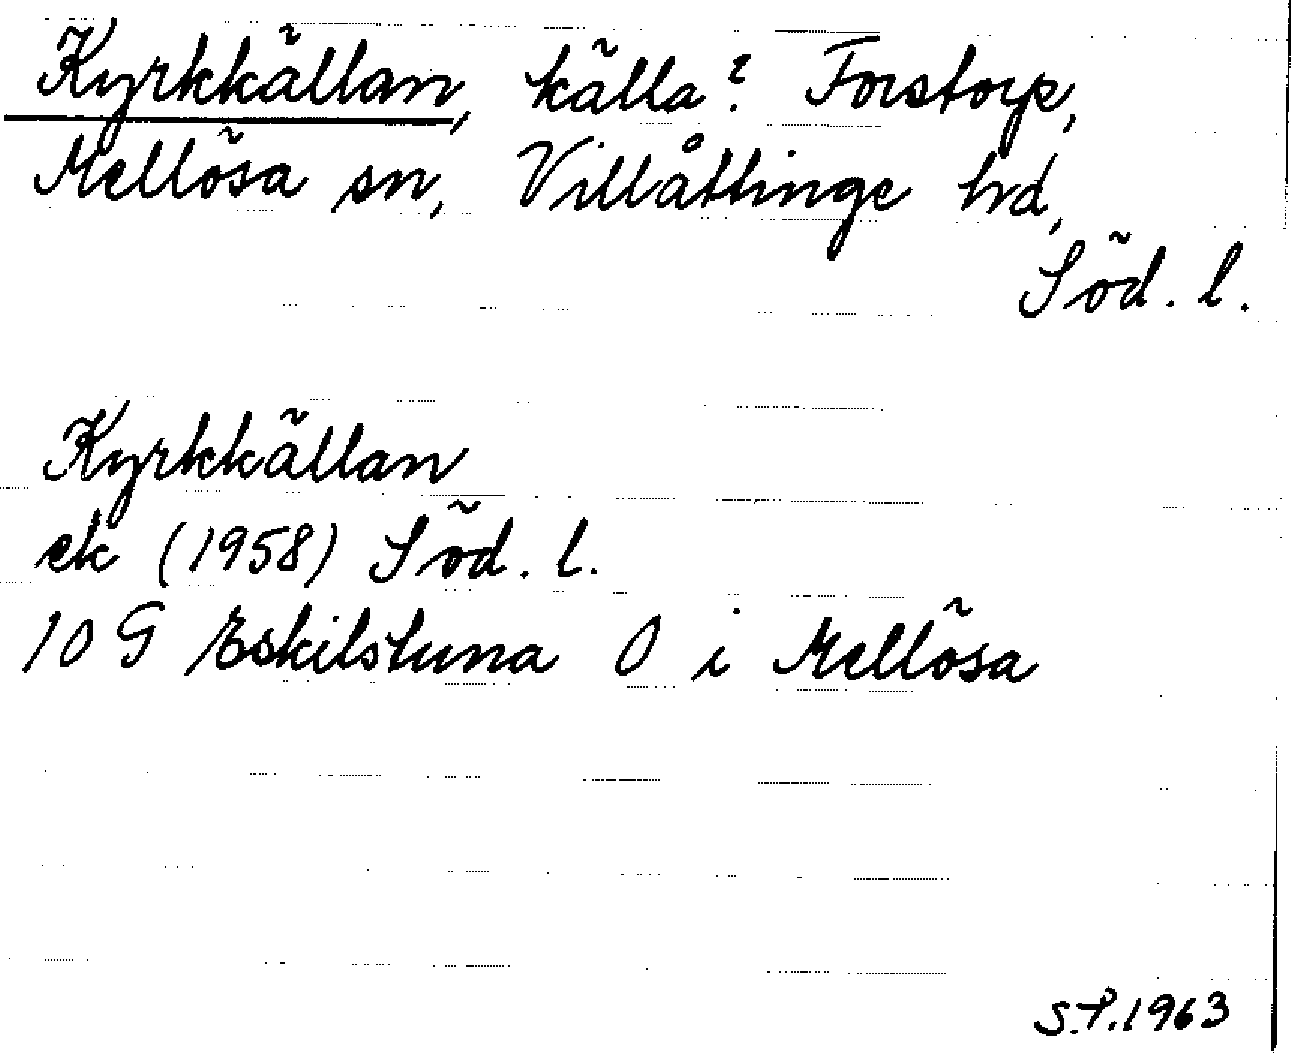 Kyrkkällan, källa? Forstorp,
Mellösa sn, Villåttinge hd,
Söd. l.
Kyrkkällan
ek (1958) Söd. l.
10 G Eskilstuna O i Mellösa
S.P. 1963